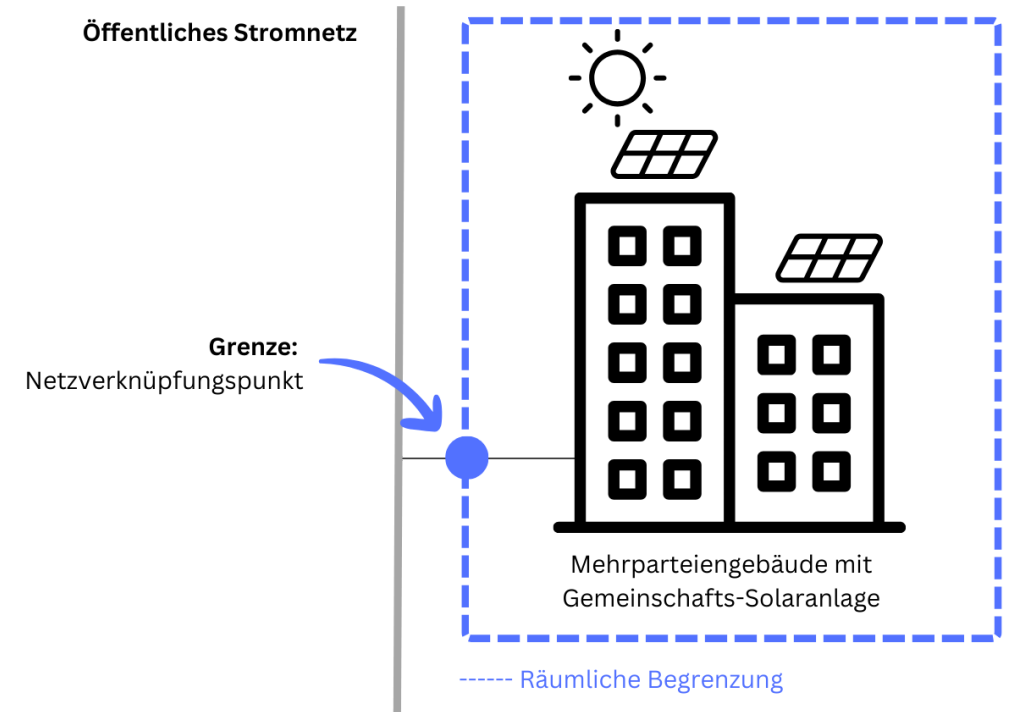 Öffentliches Stromnetz
Grenze:
Netzverknüpfungspunkt
Mehrparteiengebäude mit
Gemeinschafts-Solaranlage
------ Räumliche Begrenzung